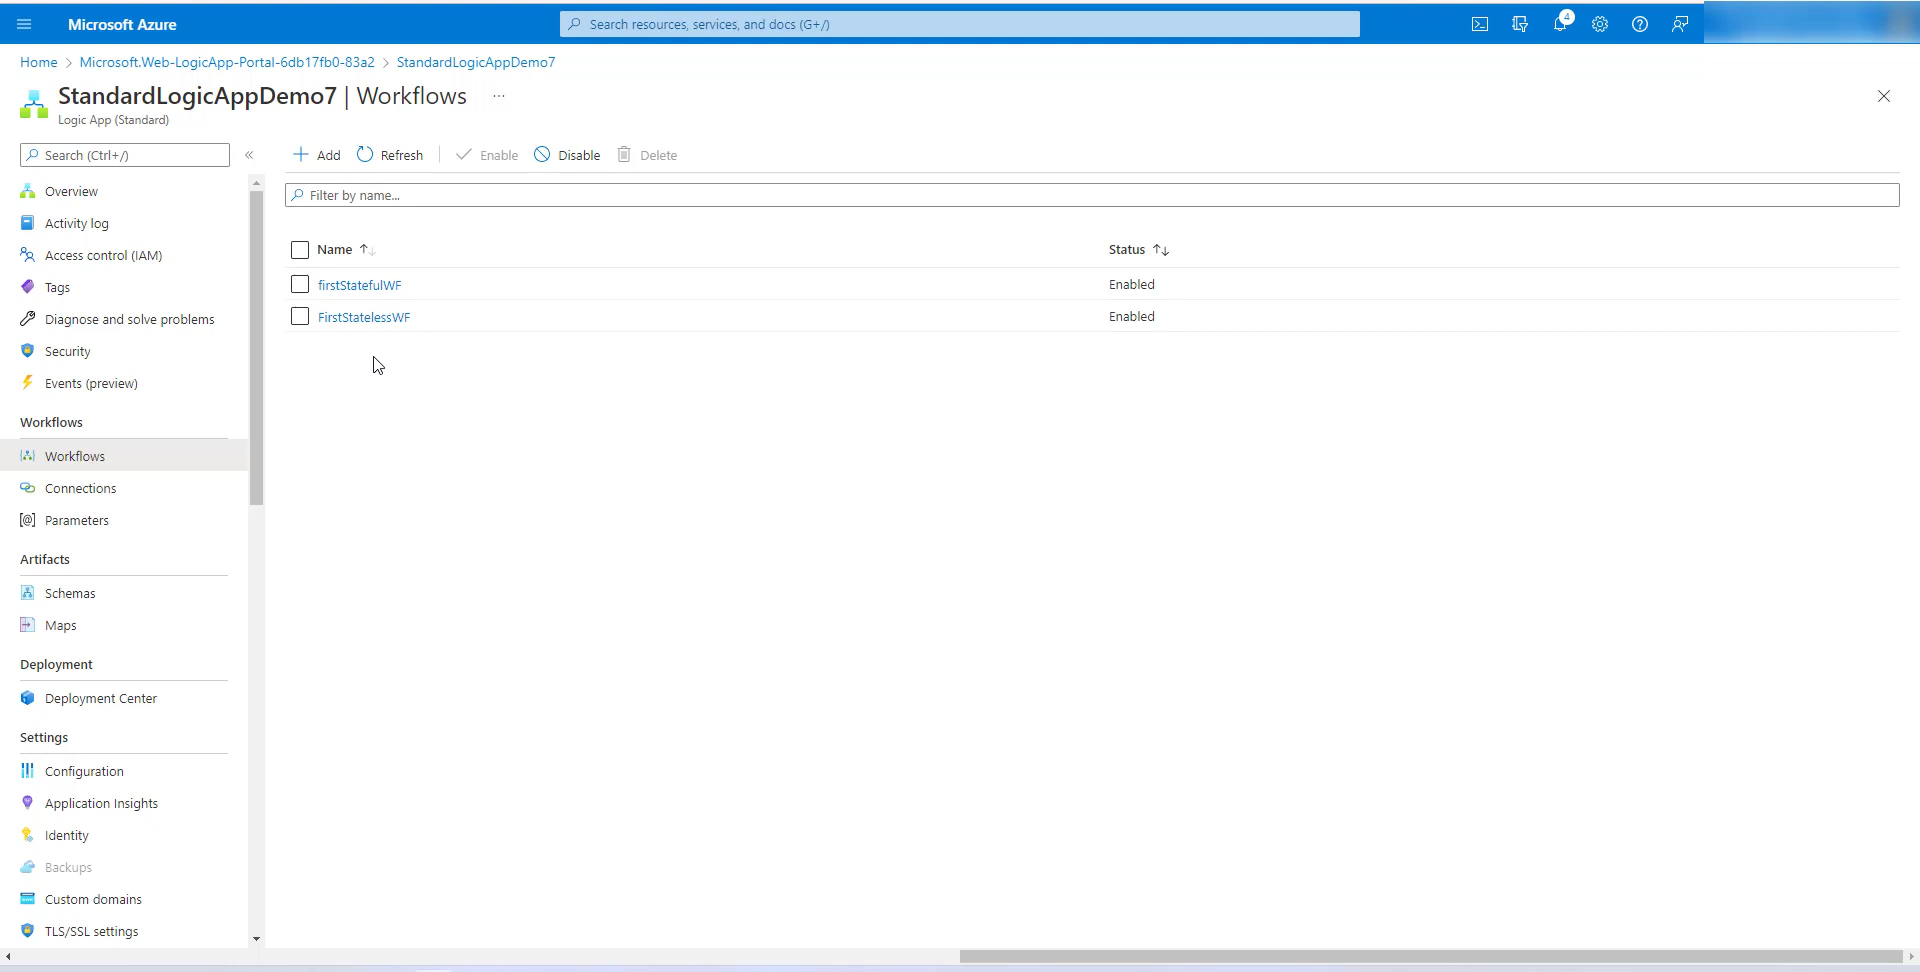 Microsoft Azure
Search resources, services, and docs (G+/)
4
Home > Microsoft.Web-LogicApp-Portal-6db17fb0-83a2 > StandardLogicAppDemo7
StandardLogicAppDemo7 | Workflows ...
Logic App (Standard)
Search (Ctrl+/)
«
Add
Refresh
Enable
Disable
Delete
Overview
Activity log
Access control (IAM)
Tags
Diagnose and solve problems
Security
Events (preview)
Workflows
Workflows
Connections
Parameters
Artifacts
Schemas
Maps
Deployment
Deployment Center
Settings
Configuration
Application Insights
Identity
Backups
Custom domains
TLS/SSL settings
Filter by name...
Name ↑↓ Status ↑↓
firstStatefulWF Enabled
FirstStatelessWF Enabled